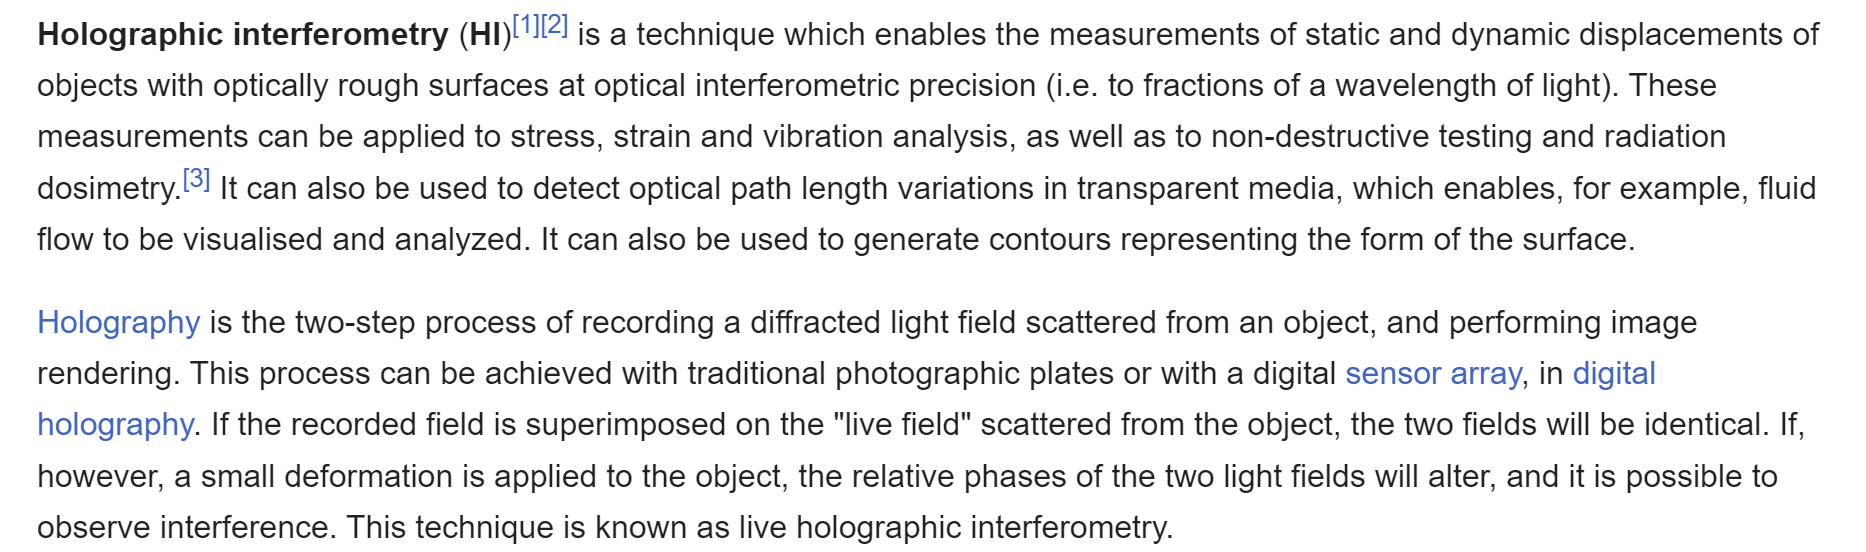 Holographic interferometry (HI)[1][2] is a technique which enables the measurements of static and dynamic displacements of
objects with optically rough surfaces at optical interferometric precision (i.e. to fractions of a wavelength of light). These
measurements can be applied to stress, strain and vibration analysis, as well as to non-destructive testing and radiation
dosimetry.[3] It can also be used to detect optical path length variations in transparent media, which enables, for example, fluid
flow to be visualised and analyzed. It can also be used to generate contours representing the form of the surface.
Holography is the two-step process of recording a diffracted light field scattered from an object, and performing image
rendering. This process can be achieved with traditional photographic plates or with a digital sensor array, in digital
holography. If the recorded field is superimposed on the "live field" scattered from the object, the two fields will be identical. If,
however, a small deformation is applied to the object, the relative phases of the two light fields will alter, and it is possible to
observe interference. This technique is known as live holographic interferometry.